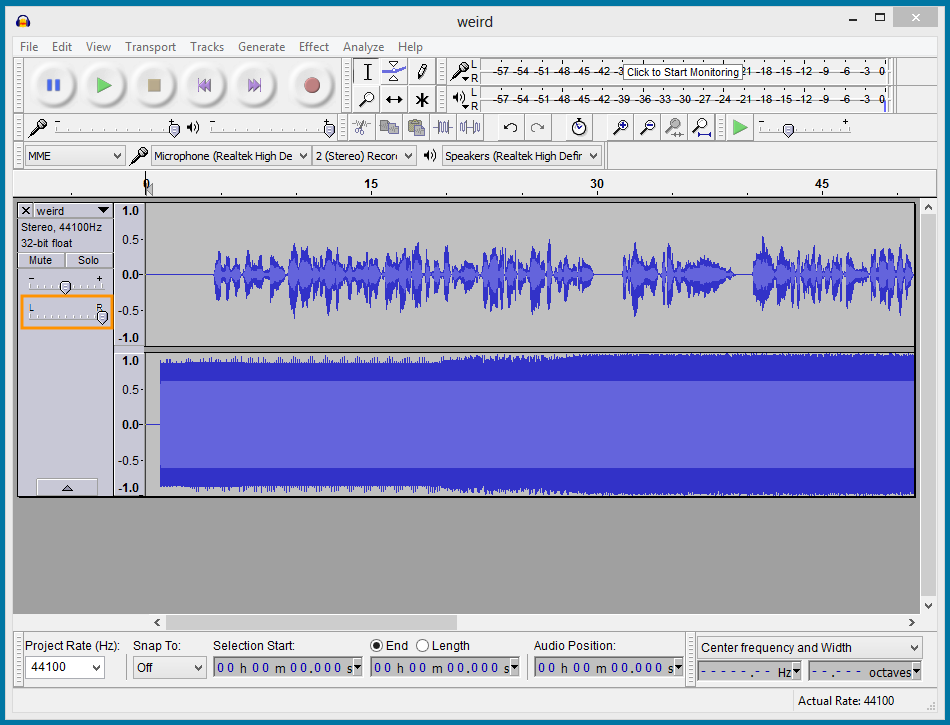 weird
File Edit View Transport Tracks Generate Effect Analyze Help
L
R
-57 -54 -51 -48 -45 -42 -3 Click to Start Monitoring 21 -18 -15 -12 -9 -6 -3 0
L
R
-57 -54 -51 -48 -45 -42 -39 -36 -33 -30 -27 -24 -21 -18 -15 -12 -9 -6 -3 0
MME Microphone (Realtek High De 2 (Stereo) Recor Speakers (Realtek High Defir
0 15 30 45
weird
Stereo, 44100Hz
32-bit float
Mute Solo
L R
1.0
0.5
0.0
-0.5
-1.0
1.0
0.5
0.0
-0.5
-1.0
Project Rate (Hz): Snap To: Selection Start: End Length Audio Position:
44100 Off 00 h 00 m 00.000 s 00 h 00 m 00.000 s 00 h 00 m 00.000 s
Center frequency and Width
-----.-- Hz --.--- octaves
Actual Rate: 44100